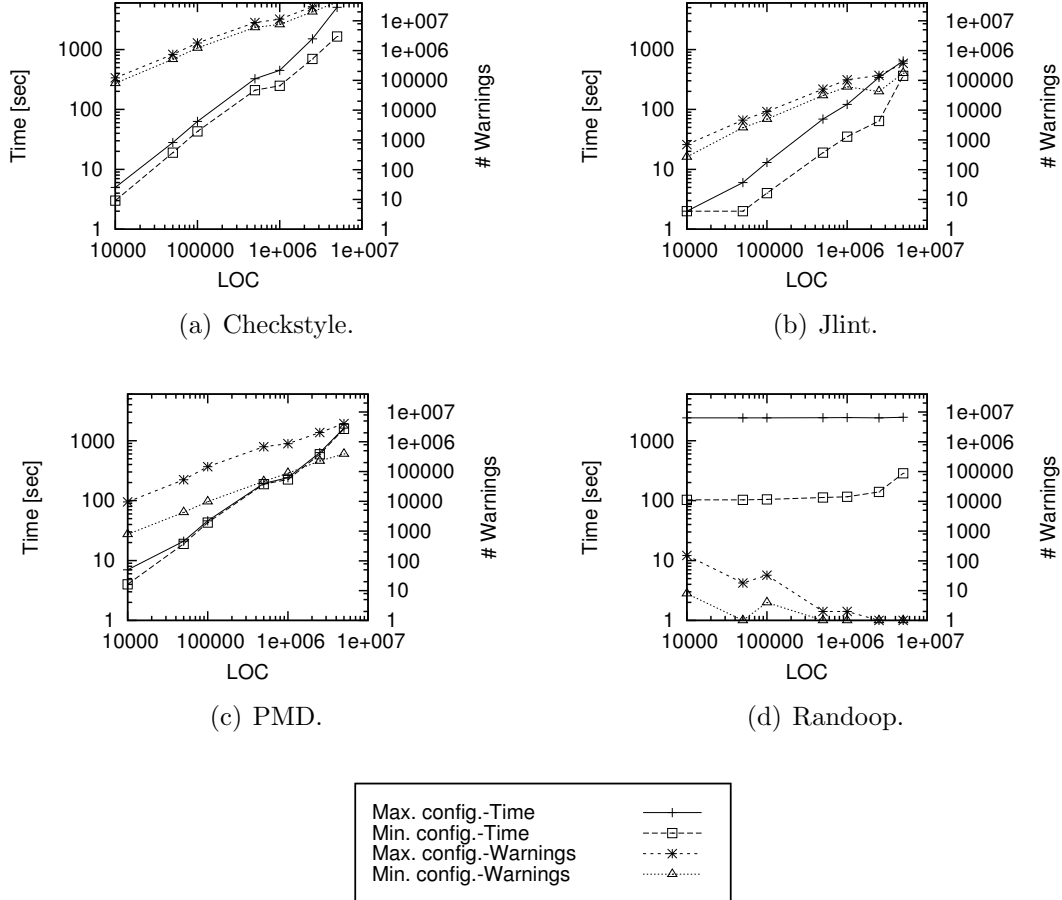 1000
100
10
1
Time [sec]
1e+007
1e+006
100000
10000
1000
100
10
1
# Warnings
10000 100000 1e+006 1e+007
LOC
(a) Checkstyle.
1000
100
10
1
Time [sec]
1e+007
1e+006
100000
10000
1000
100
10
1
# Warnings
10000 100000 1e+006 1e+007
LOC
(b) Jlint.
1000
100
10
1
Time [sec]
1e+007
1e+006
100000
10000
1000
100
10
1
# Warnings
10000 100000 1e+006 1e+007
LOC
(c) PMD.
1000
100
10
1
Time [sec]
1e+007
1e+006
100000
10000
1000
100
10
1
# Warnings
10000 100000 1e+006 1e+007
LOC
(d) Randoop.
Max. config.-Time
Min. config.-Time
Max. config.-Warnings
Min. config.-Warnings